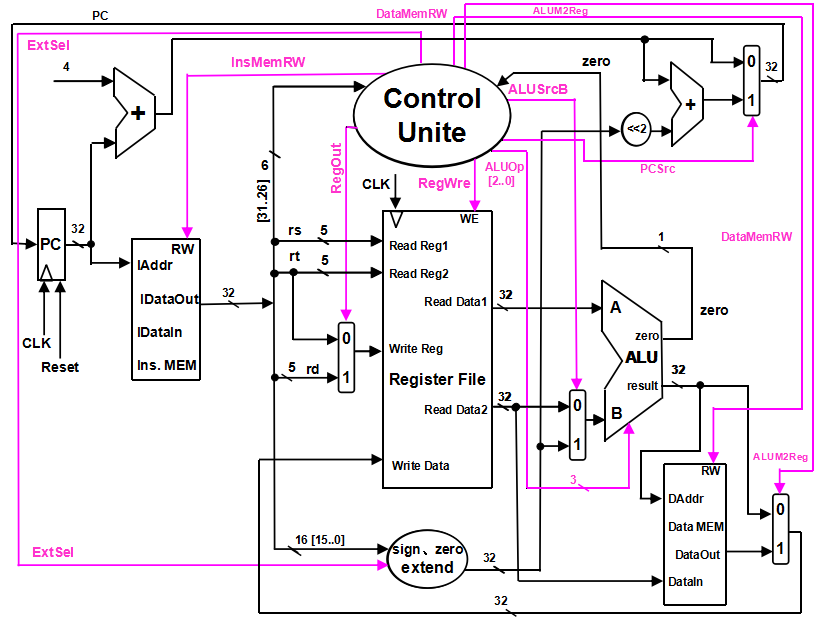 PC
DataMemRW
ALUM2Reg
ExtSel
4
InsMemRW
zero
0
32
1
+
Control
Unite
ALUSrcB
+
<<2
6
[31..26]
RegOut
CLK
RegWre
ALUOp
[2..0]
PCSrc
32
PC
WE
1
DataMemRW
RW
IAddr
rs
5
Read Reg1
rt
5
Read Reg2
32
IDataOut
Read Data1
32
A
zero
zero
CLK
IDataIn
0
Write Reg
ALU
Reset
Ins. MEM
5
rd
1
Register File
result
32
Read Data2
32
0
B
1
Write Data
ALUM2Reg
RW
3
DAddr
0
Data MEM
16 [15..0]
ExtSel
sign、zero
extend
32
DataOut
1
DataIn
32